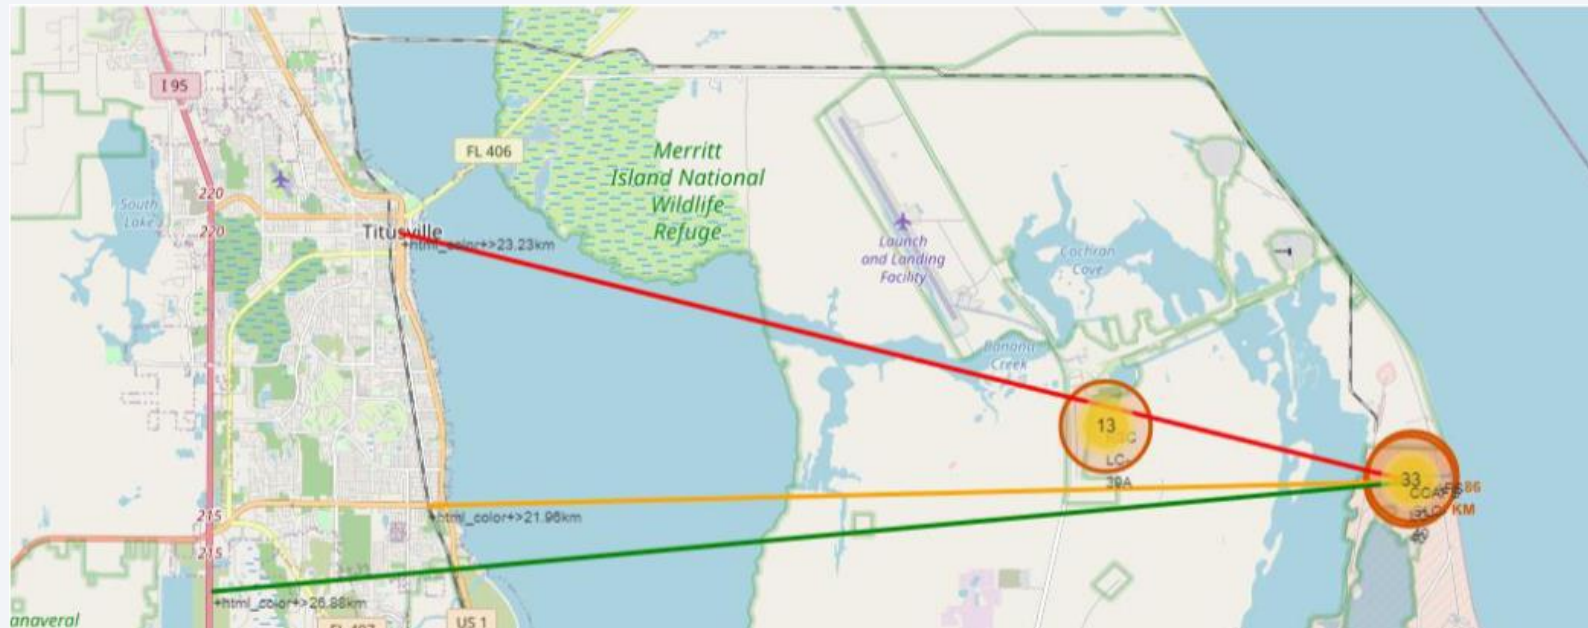 I 95
FL 406
Merritt
Island National
Wildlife
Refuge
220
South
Lake
220
Titusville
+html_color+>23.23km
Launch
and Landing
Facility
Cochran
Cove
Banana
Creek
13
LC-
39A
33
86
KM
215
+html_color+>21.96km
215
+html_color+>26.88km
anaveral
US 1